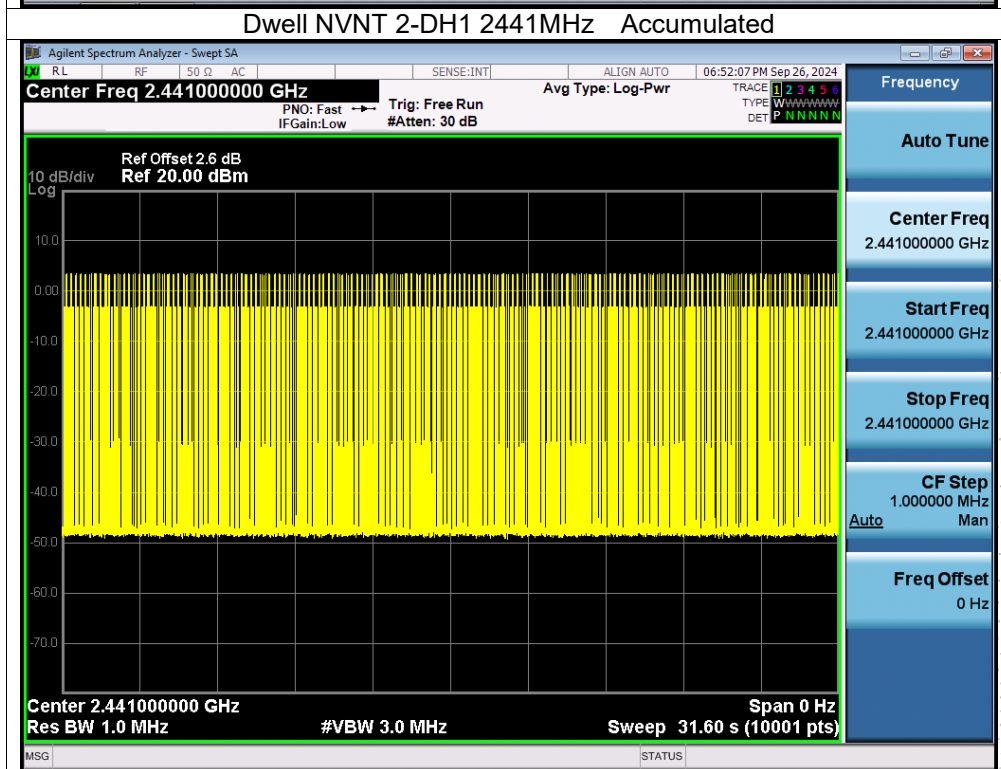 Dwell NVNT 2-DH1 2441MHz Accumulated
Agilent Spectrum Analyzer - Swept SA
LXI RL RF 50 Ω AC SENSE:INT ALIGN AUTO 06:52:07 PM Sep 26, 2024
Center Freq 2.441000000 GHz
PNO: Fast
IFGain:Low
Trig: Free Run
#Atten: 30 dB
Avg Type: Log-Pwr
TRACE 1 2 3 4 5 6
TYPE WWWWWW
DET P N N N N N
Ref Offset 2.6 dB
10 dB/div Ref 20.00 dBm
Log
10.0
0.00
-10.0
-20.0
-30.0
-40.0
-50.0
-60.0
-70.0
Center 2.441000000 GHz Span 0 Hz
Res BW 1.0 MHz #VBW 3.0 MHz Sweep 31.60 s (10001 pts)
MSG STATUS
Frequency
Auto Tune
Center Freq
2.441000000 GHz
Start Freq
2.441000000 GHz
Stop Freq
2.441000000 GHz
CF Step
1.000000 MHz
Auto Man
Freq Offset
0 Hz